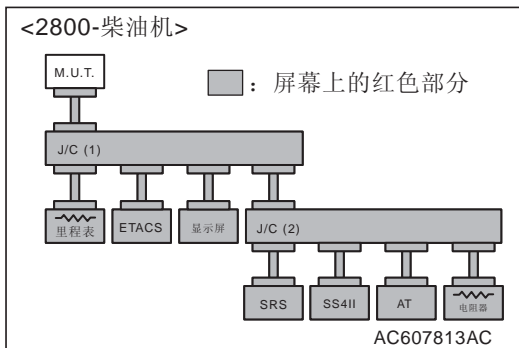 <2800-柴油机>
M.U.T.
：屏幕上的红色部分
J/C (1)
里程表 ETACS 显示屏 J/C (2)
SRS SS4II AT 电阻器
AC607813AC